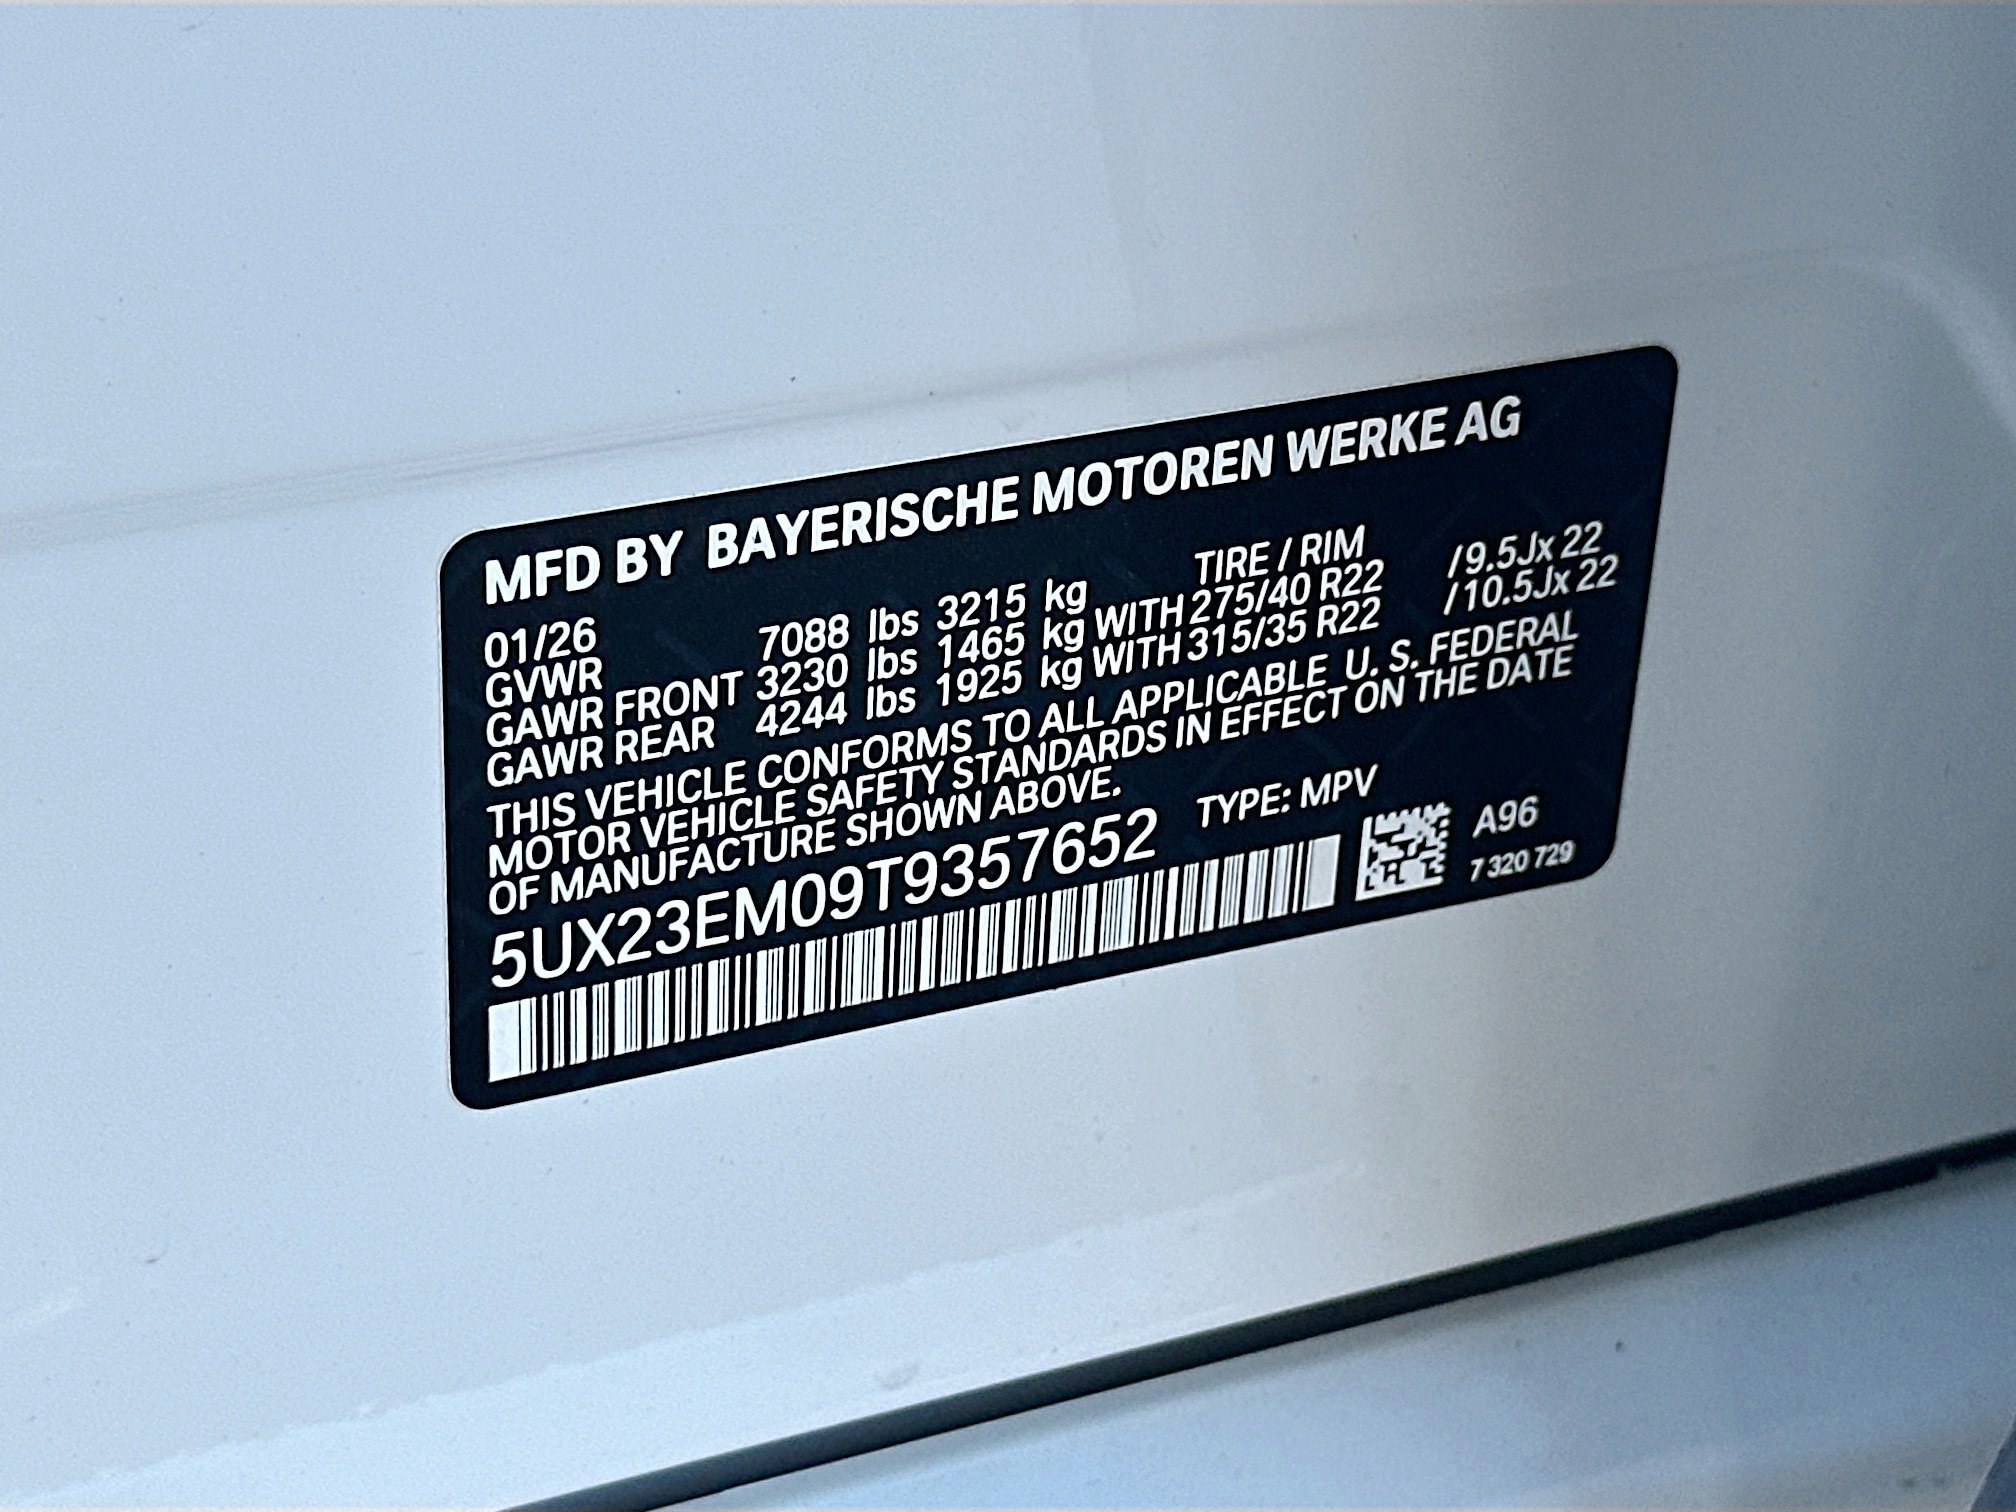 MFD BY BAYERISCHE MOTOREN WERKE AG
01/26 TIRE / RIM
GVWR 7088 lbs 3215 kg
GAWR FRONT 3230 lbs 1465 kg WITH 275/40 R22 /9.5Jx 22
GAWR REAR 4244 lbs 1925 kg WITH 315/35 R22 /10.5Jx 22
THIS VEHICLE CONFORMS TO ALL APPLICABLE U. S. FEDERAL
MOTOR VEHICLE SAFETY STANDARDS IN EFFECT ON THE DATE
OF MANUFACTURE SHOWN ABOVE.
5UX23EM09T9357652 TYPE: MPV
A96
7 320 729